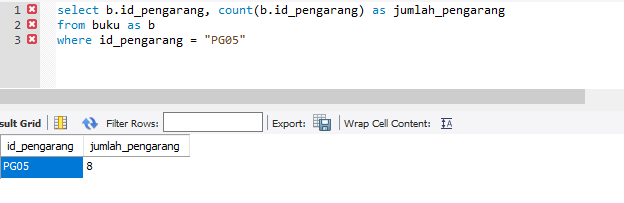 1 select b.id_pengarang, count(b.id_pengarang) as jumlah_pengarang
2 from buku as b
3 where id_pengarang = "PG05"
sult Grid Filter Rows: Export: Wrap Cell Content: IA
id_pengarang jumlah_pengarang
PG05 8